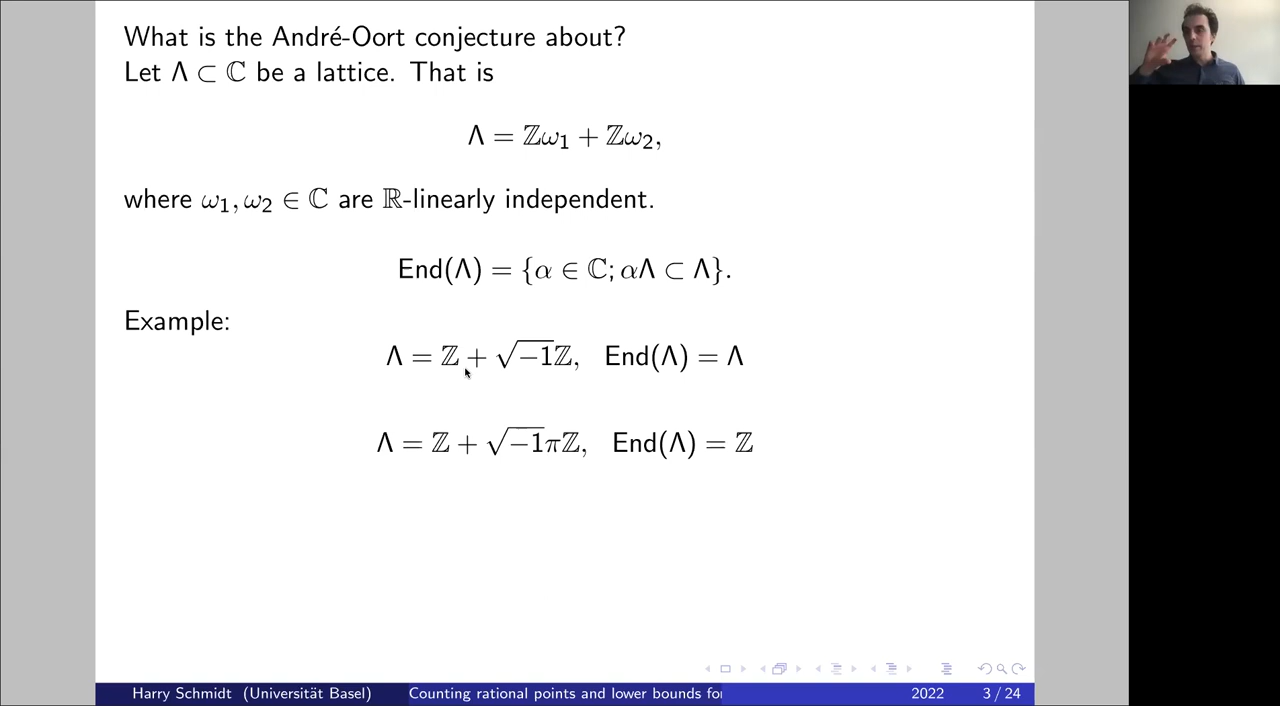 What is the André-Oort conjecture about?
Let Λ ⊂ ℂ be a lattice. That is
Λ = ℤω₁ + ℤω₂,
where ω₁, ω₂ ∈ ℂ are ℝ-linearly independent.
End(Λ) = {α ∈ ℂ; αΛ ⊂ Λ}.
Example:
Λ = ℤ + √−1ℤ, End(Λ) = Λ
Λ = ℤ + √−1πℤ, End(Λ) = ℤ
Harry Schmidt (Universität Basel) Counting rational points and lower bounds for 2022 3 / 24